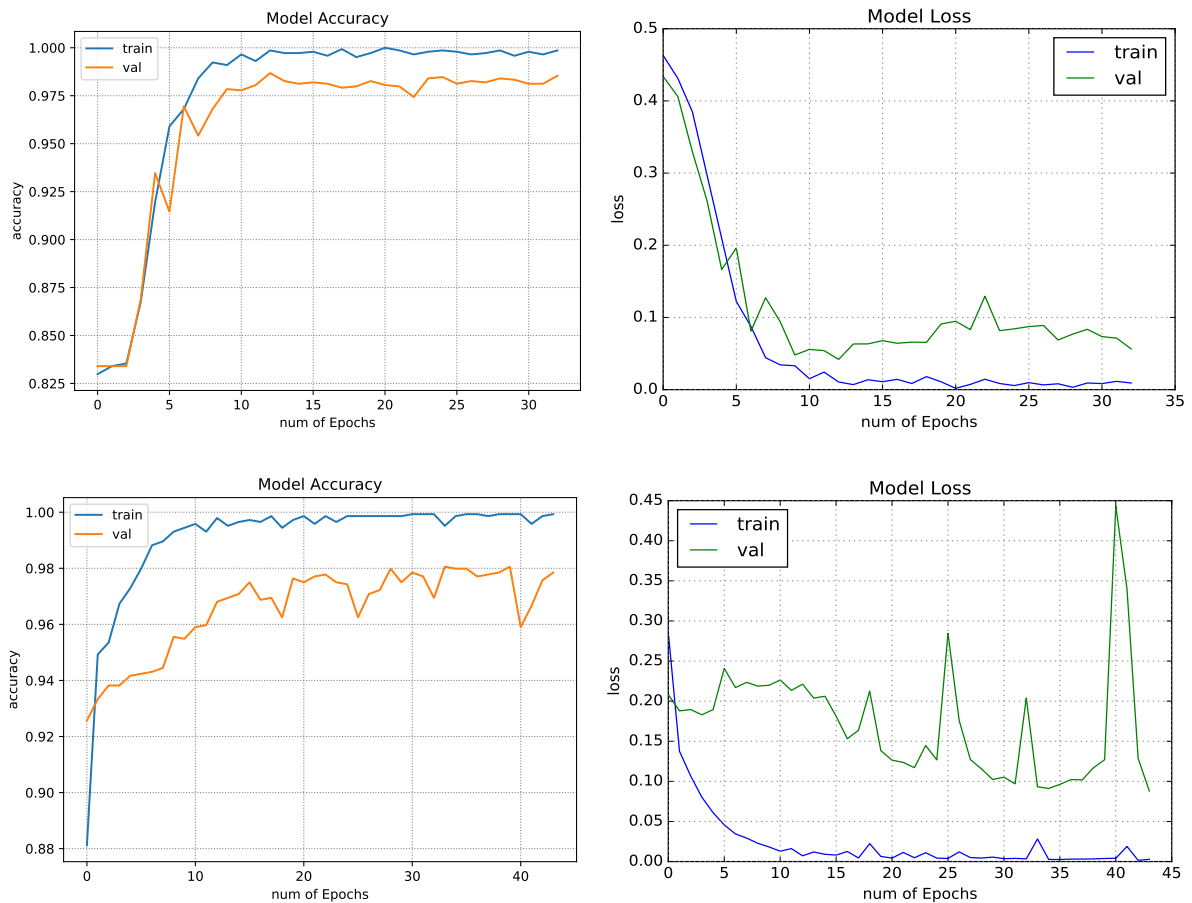 Model Accuracy
train
val
1.000
0.975
0.950
0.925
0.900
0.875
0.850
0.825
accuracy
0 5 10 15 20 25 30
num of Epochs
Model Loss
train
val
0.5
0.4
0.3
0.2
0.1
0.0
loss
0 5 10 15 20 25 30 35
num of Epochs
Model Accuracy
train
val
1.00
0.98
0.96
0.94
0.92
0.90
0.88
accuracy
0 10 20 30 40
num of Epochs
Model Loss
train
val
0.45
0.40
0.35
0.30
0.25
0.20
0.15
0.10
0.05
0.00
loss
0 5 10 15 20 25 30 35 40 45
num of Epochs